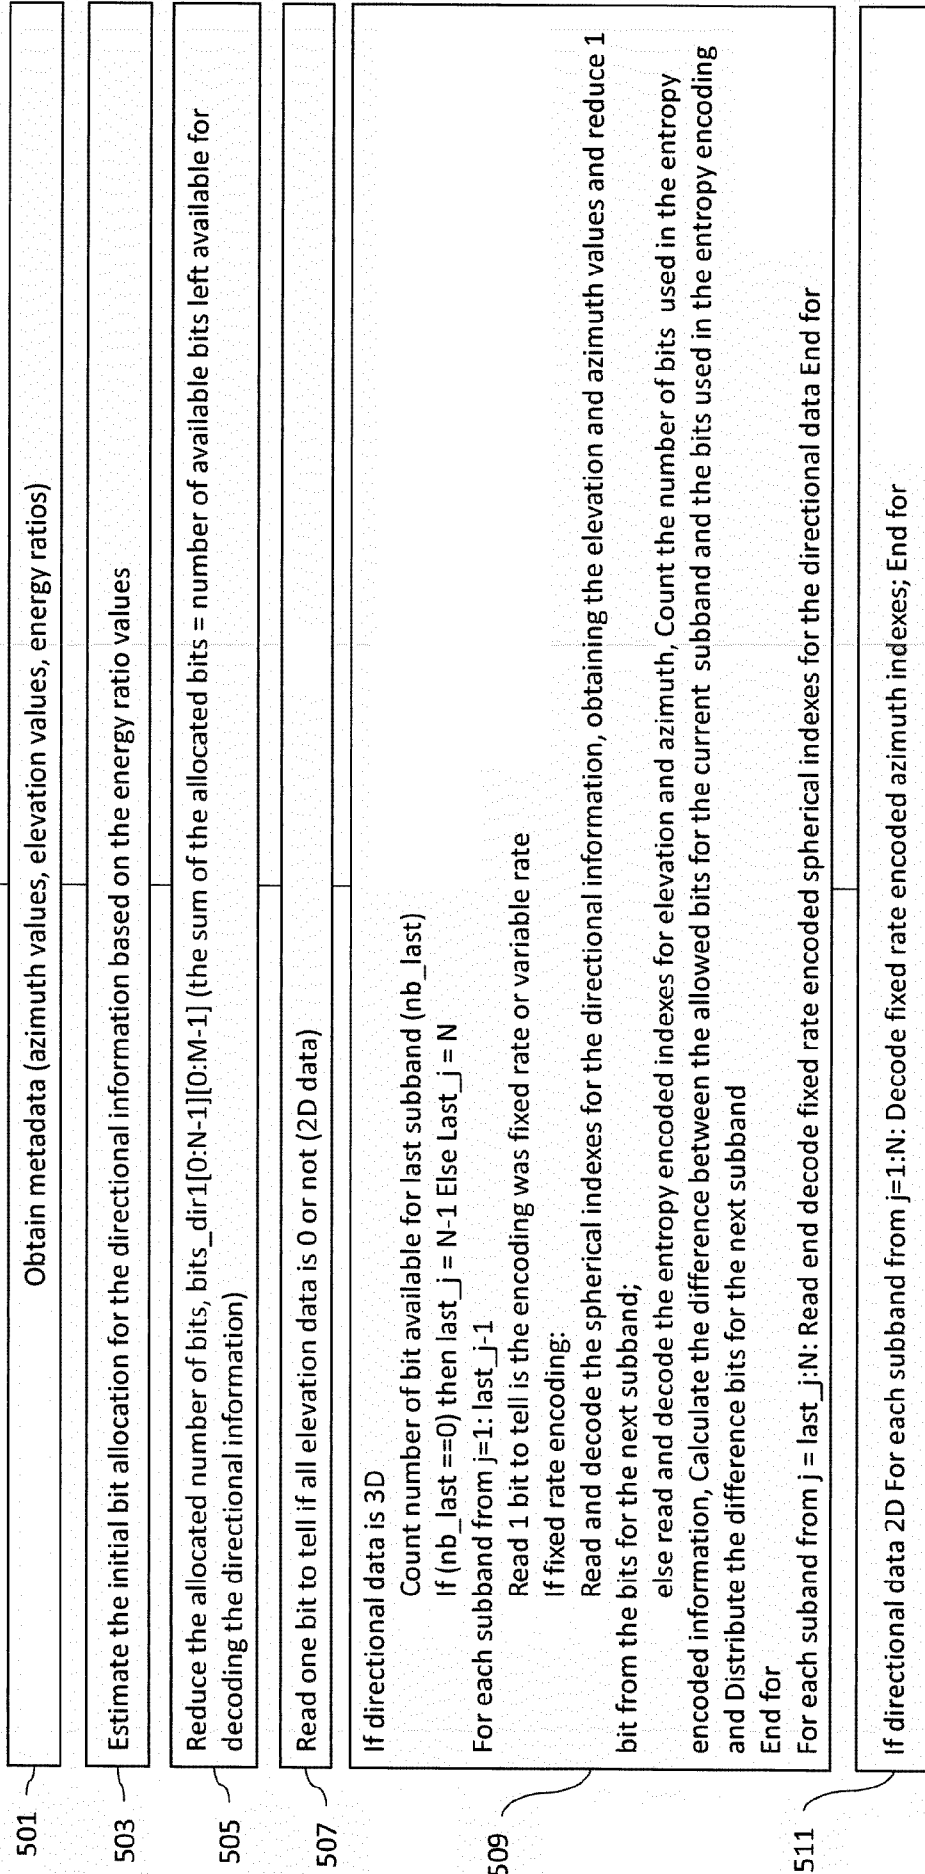 501
Obtain metadata (azimuth values, elevation values, energy ratios)
503
Estimate the initial bit allocation for the directional information based on the energy ratio values
505
Reduce the allocated number of bits, bits_dir1[0:N-1][0:M-1] (the sum of the allocated bits = number of available bits left available for
decoding the directional information)
507
Read one bit to tell if all elevation data is 0 or not (2D data)
509
If directional data is 3D
Count number of bit available for last subband (nb_last)
If (nb_last ==0) then last_j = N-1 Else Last_j = N
For each subband from j=1: last_j-1
Read 1 bit to tell is the encoding was fixed rate or variable rate
If fixed rate encoding:
Read and decode the spherical indexes for the directional information, obtaining the elevation and azimuth values and reduce 1
bit from the bits for the next subband;
else read and decode the entropy encoded indexes for elevation and azimuth, Count the number of bits used in the entropy
encoded information, Calculate the difference between the allowed bits for the current subband and the bits used in the entropy encoding
and Distribute the difference bits for the next subband
End for
For each suband from j = last_j:N: Read end decode fixed rate encoded spherical indexes for the directional data End for
511
If directional data 2D For each subband from j=1:N: Decode fixed rate encoded azimuth indexes; End for